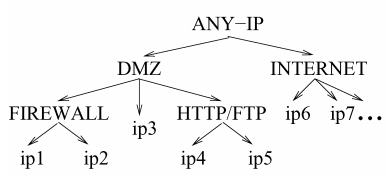 ANY-IP
DMZ INTERNET
FIREWALL ip3 HTTP/FTP ip6 ip7...
ip1 ip2 ip4 ip5